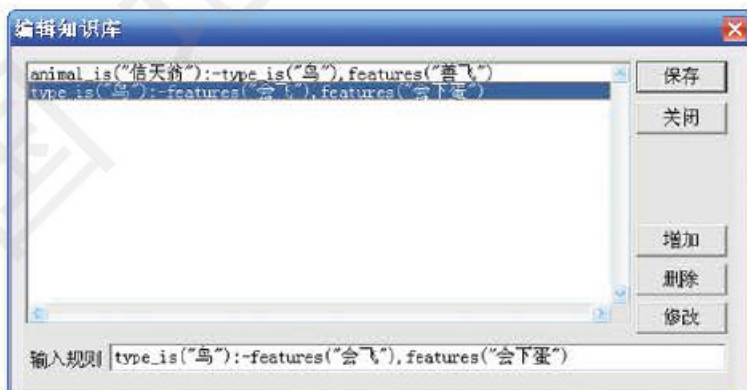 编辑知识库
animal_is("信天翁"):-type_is("鸟"),features("善飞")
type_is("鸟"):-features("会飞"),features("会下蛋")
保存
关闭
增加
删除
修改
输入规则 type_is("鸟"):-features("会飞"),features("会下蛋")